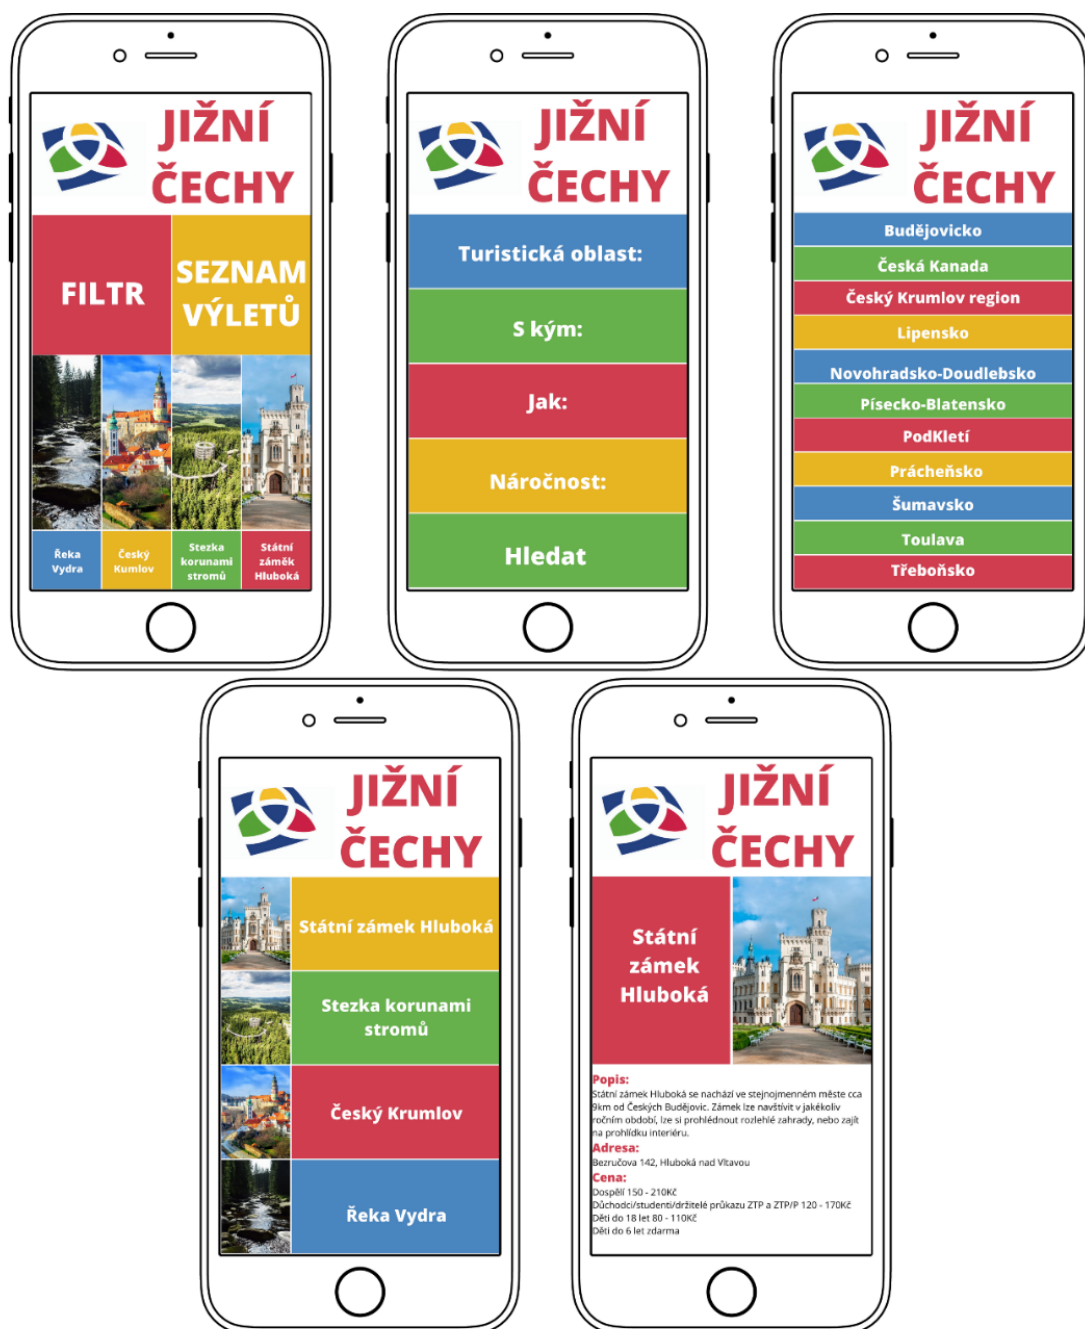 JIŽNÍ
ČECHY
FILTR
SEZNAM
VÝLETŮ
Řeka
Vydra
Český
Kumlov
Stezka
korunami
stromů
Státní
záměk
Hluboká
JIŽNÍ
ČECHY
Turistická oblast:
S kým:
Jak:
Náročnost:
Hledat
JIŽNÍ
ČECHY
Budějovicko
Česká Kanada
Český Krumlov region
Lipensko
Novohradsko-Doudlebsko
Písecko-Blatensko
PodKletí
Prácheňsko
Šumavsko
Toulava
Třeboňsko
JIŽNÍ
ČECHY
Státní zámek Hluboká
Stezka korunami
stromů
Český Krumlov
Řeka Vydra
JIŽNÍ
ČECHY
Státní
zámek
Hluboká
Popis:
Státní zámek Hluboká se nachází ve stejnojmenném měste cca
9km od Českých Budějovic. Zámek lze navštívit v jakékoliv
ročním období, lze si prohlédnout rozlehlé zahrady, nebo zajít
na prohlídku interiéru.
Adresa:
Bezručova 142, Hluboká nad Vltavou
Cena:
Dospělí 150 - 210Kč
Důchodci/studenti/držitelé průkazu ZTP a ZTP/P 120 - 170Kč
Děti do 18 let 80 - 110Kč
Děti do 6 let zdarma